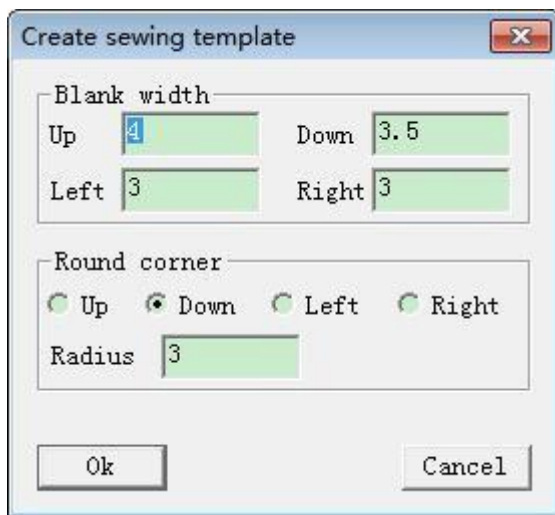 Create sewing template
Blank width
Up 4 Down 3.5
Left 3 Right 3
Round corner
Up Down Left Right
Radius 3
Ok Cancel